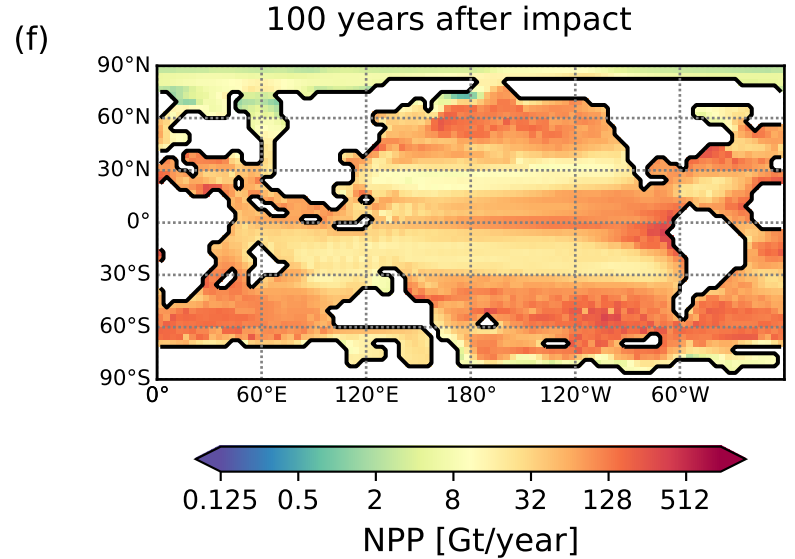 100 years after impact
(f)
90°N
60°N
30°N
0°
30°S
60°S
90°S
0° 60°E 120°E 180° 120°W 60°W
0.125 0.5 2 8 32 128 512
NPP [Gt/year]